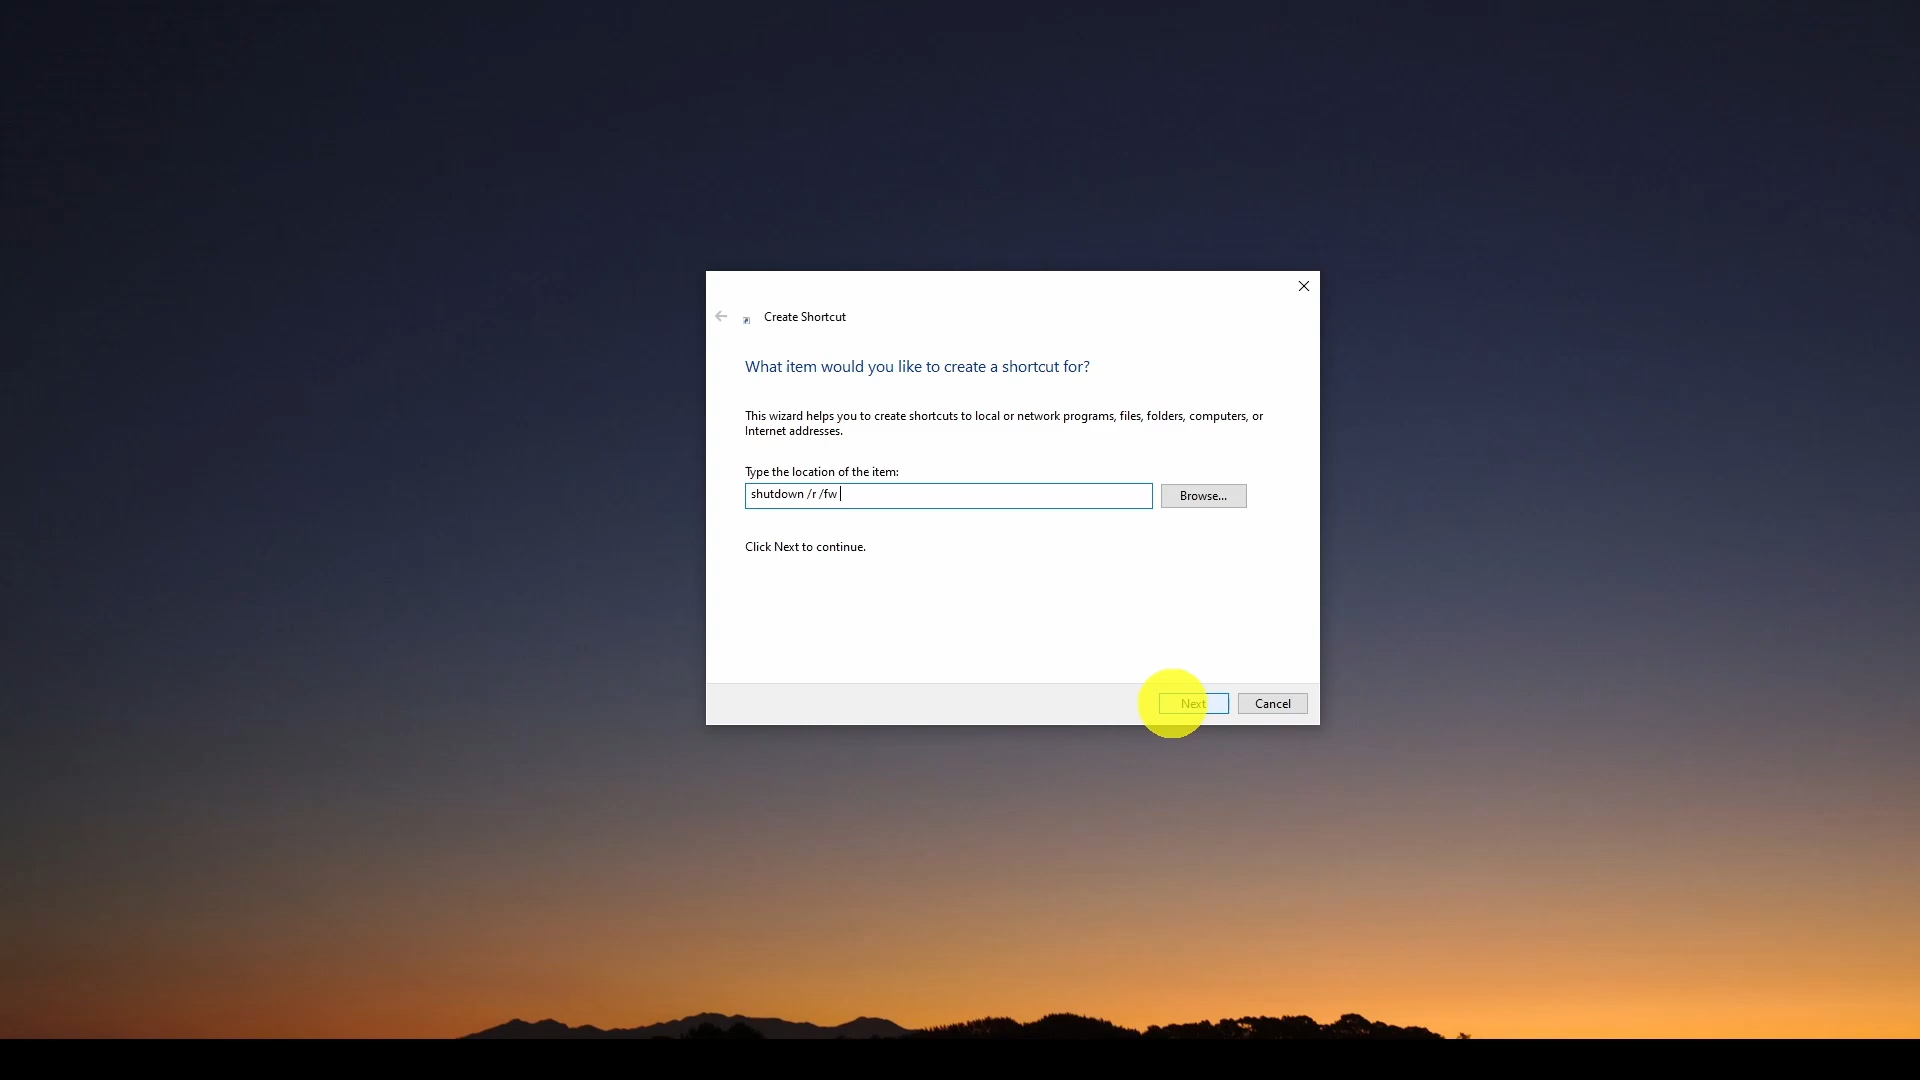 Create Shortcut
What item would you like to create a shortcut for?
This wizard helps you to create shortcuts to local or network programs, files, folders, computers, or
Internet addresses.
Type the location of the item:
shutdown /r /fw
Browse...
Click Next to continue.
Next
Cancel